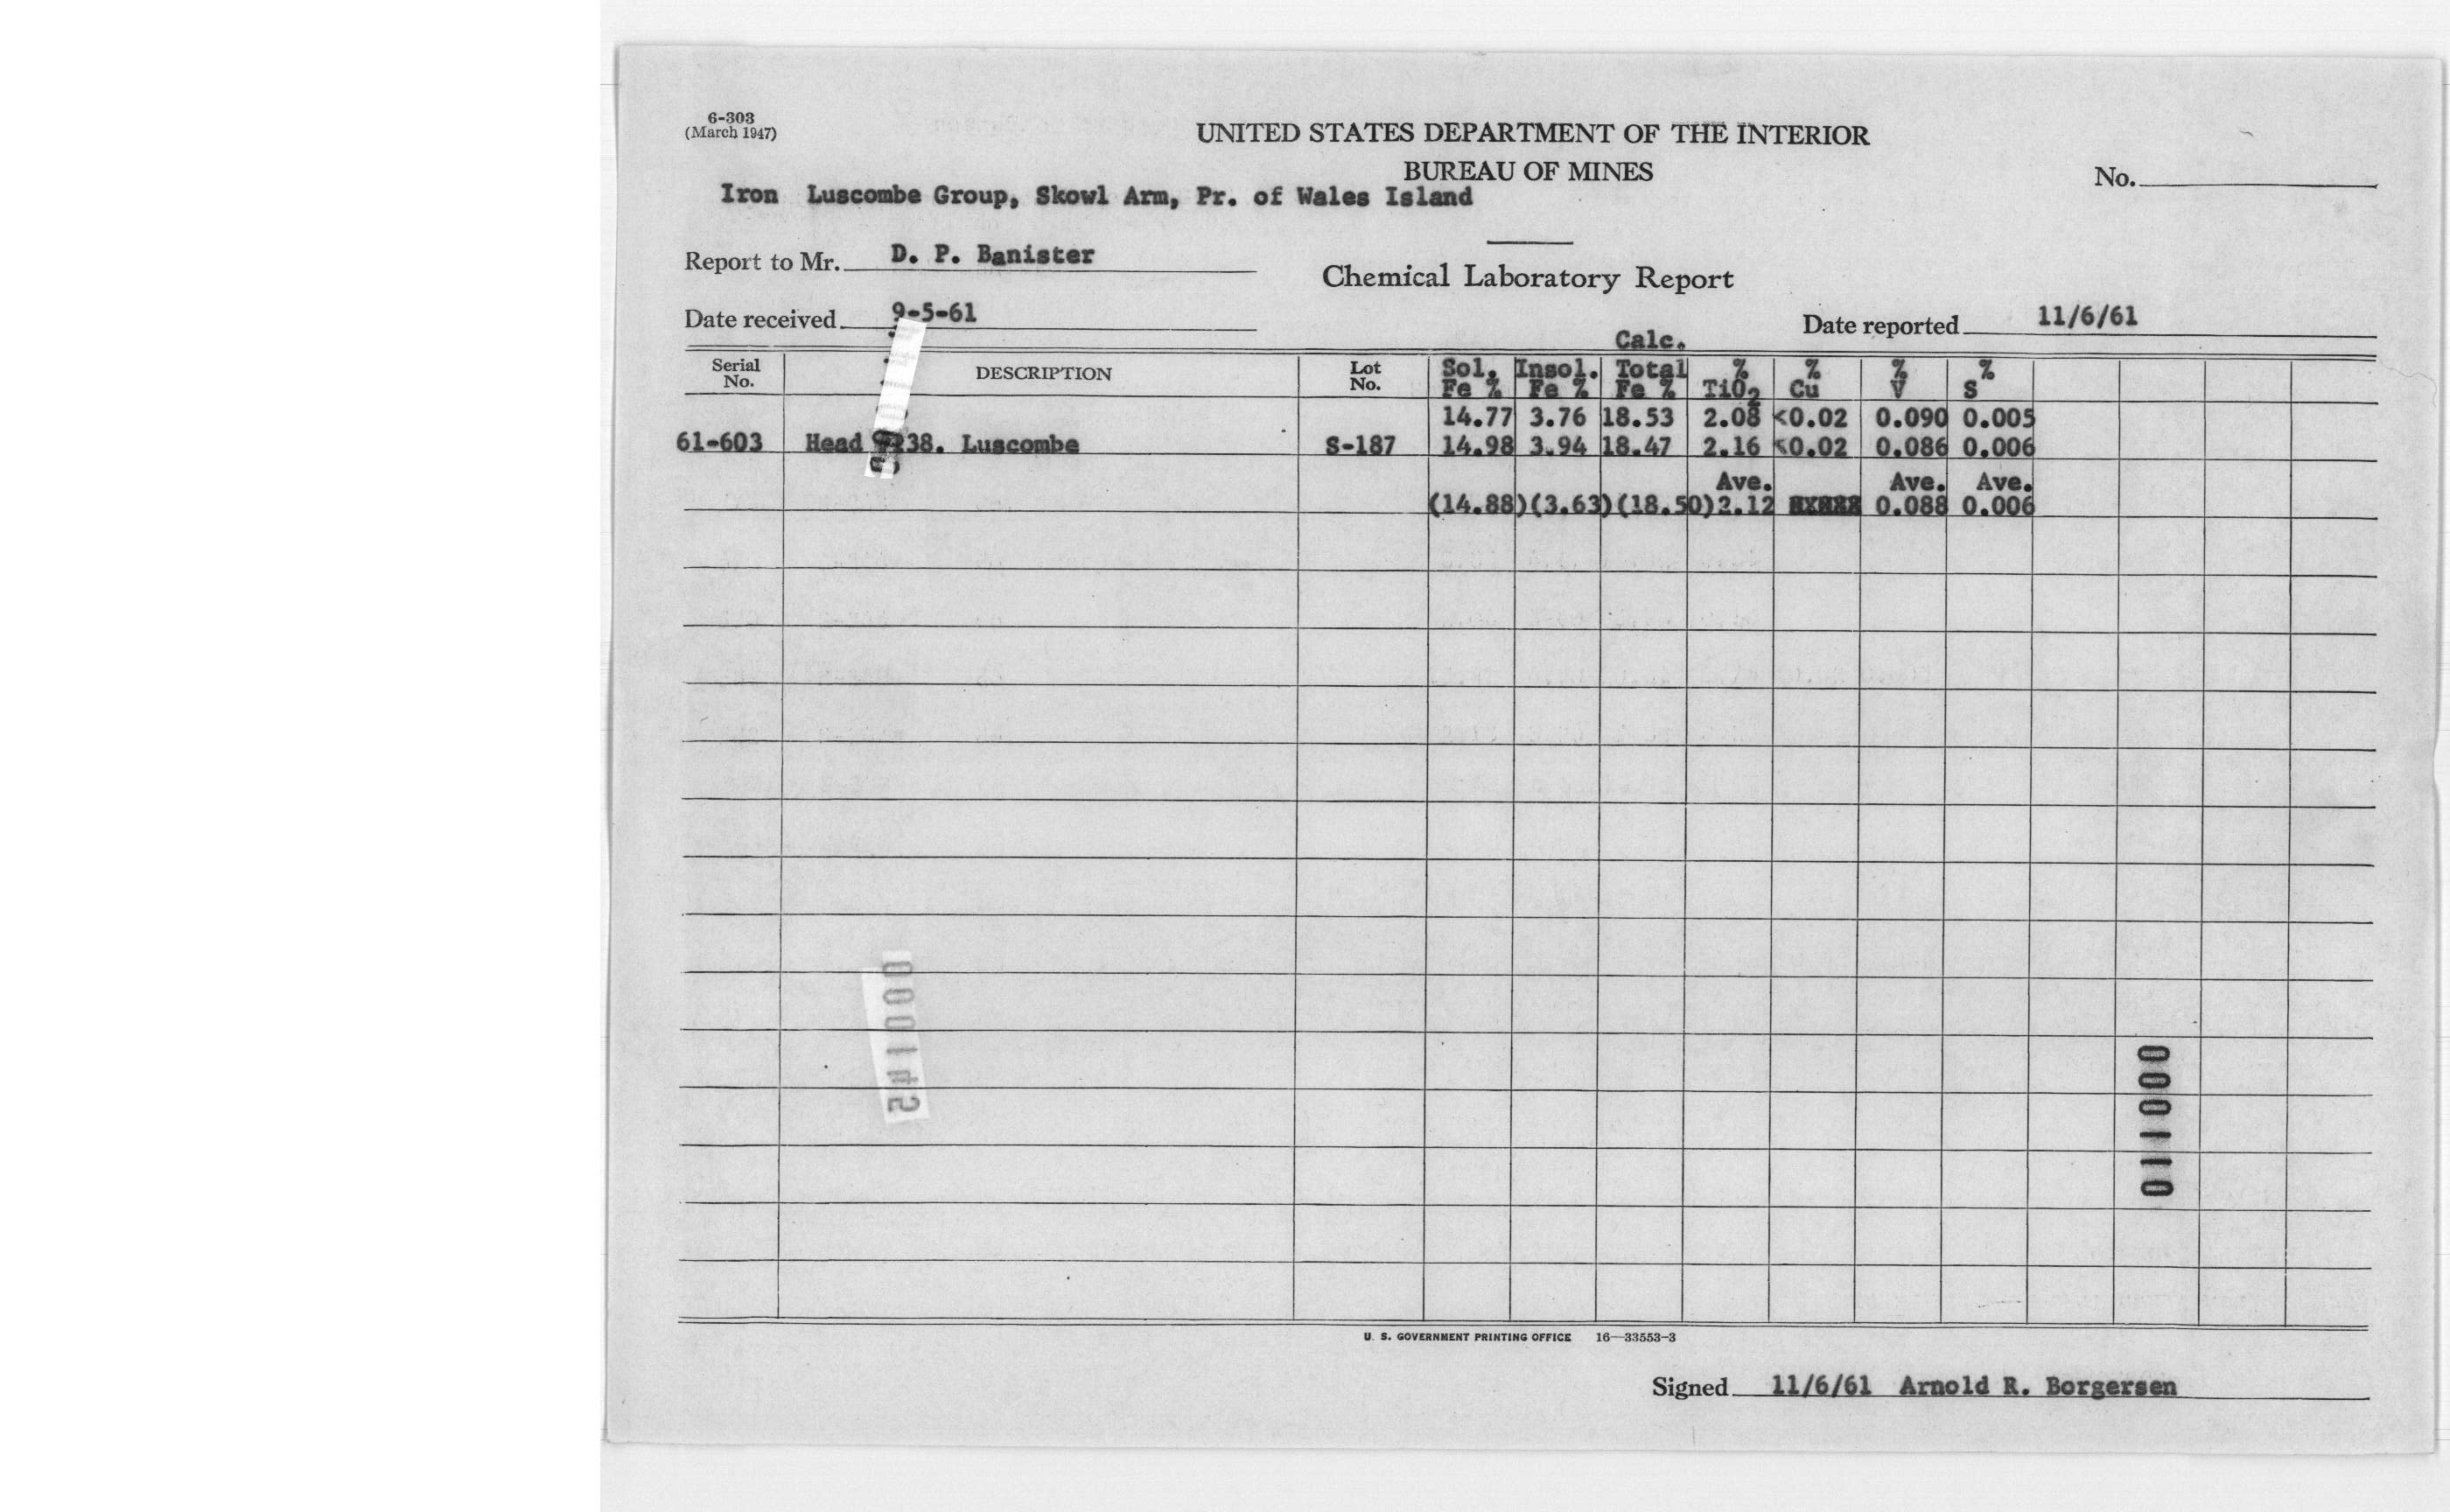 6-303
(March 1947)
UNITED STATES DEPARTMENT OF THE INTERIOR
BUREAU OF MINES
No.
Iron Luscombe Group, Skowl Arm, Pr. of Wales Island
Report to Mr. D. P. Banister
Chemical Laboratory Report
Date received 9-5-61
Date reported 11/6/61
Calc.
Serial No. DESCRIPTION Lot No. Sol. Fe % Insol. Fe % Total Fe % % TiO2 % Cu % V % S
14.77 3.76 18.53 2.08 <0.02 0.090 0.005
61-603 Head 38. Luscombe S-187 14.98 3.94 18.47 2.16 <0.02 0.086 0.006
Ave. Ave. Ave.
(14.88) (3.63) (18.50) 2.12 0.088 0.006
000142
000110
U. S. GOVERNMENT PRINTING OFFICE 16—33553-3
Signed 11/6/61 Arnold R. Borgersen